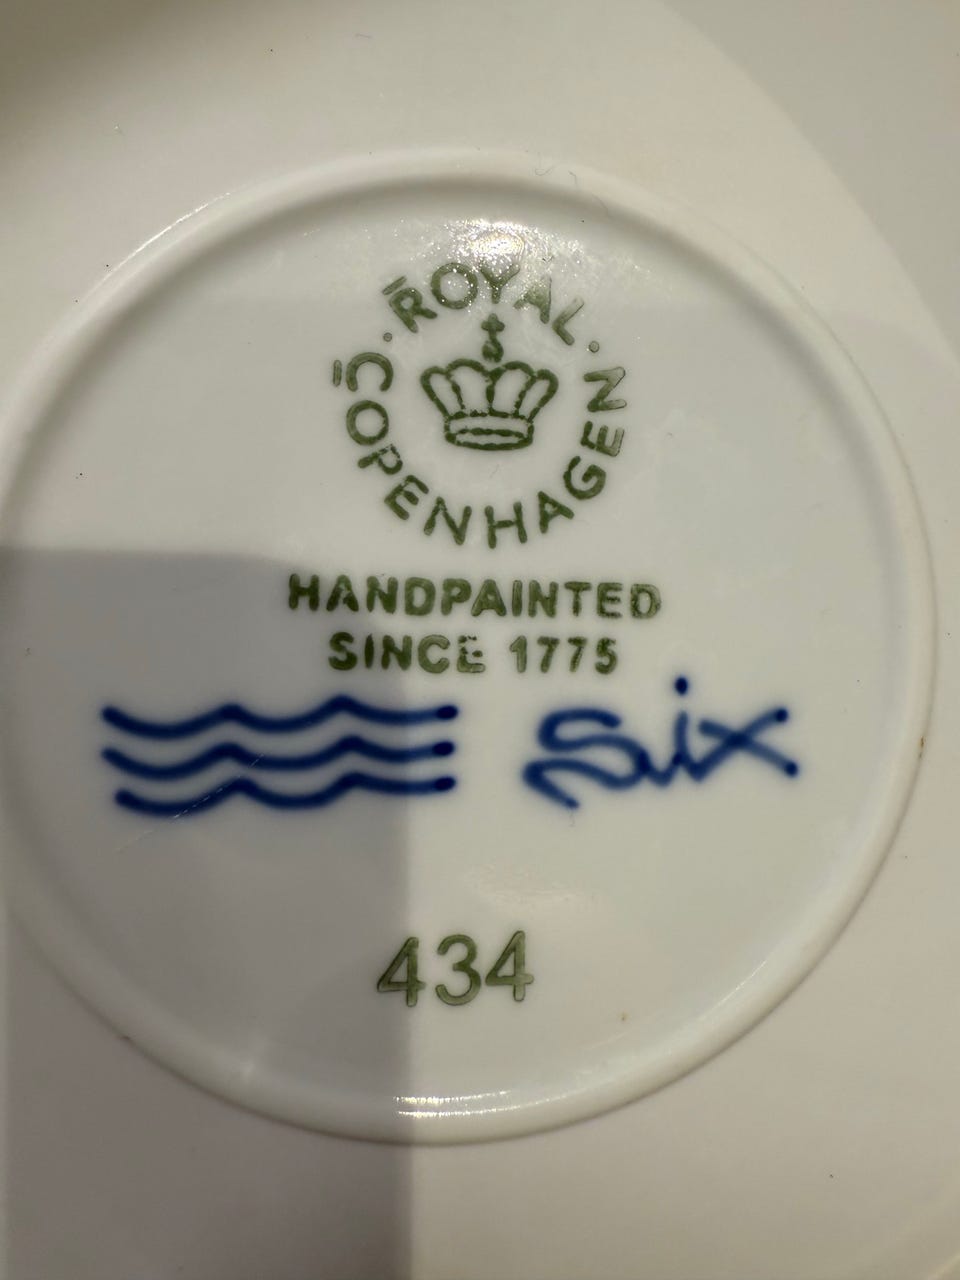 ROYAL
COPENHAGEN
HANDPAINTED
SINCE 1775
Six
434